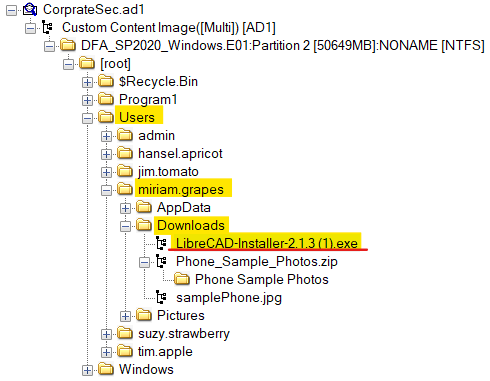 CorprateSec.ad1
Custom Content Image([Multi]) [AD1]
DFA_SP2020_Windows.E01:Partition 2 [50649MB]:NONAME [NTFS]
[root]
$Recycle.Bin
Program1
Users
admin
hansel.apricot
jim.tomato
miriam.grapes
AppData
Downloads
LibreCAD-Installer-2.1.3 (1).exe
Phone_Sample_Photos.zip
Phone Sample Photos
samplePhone.jpg
Pictures
suzy.strawberry
tim.apple
Windows